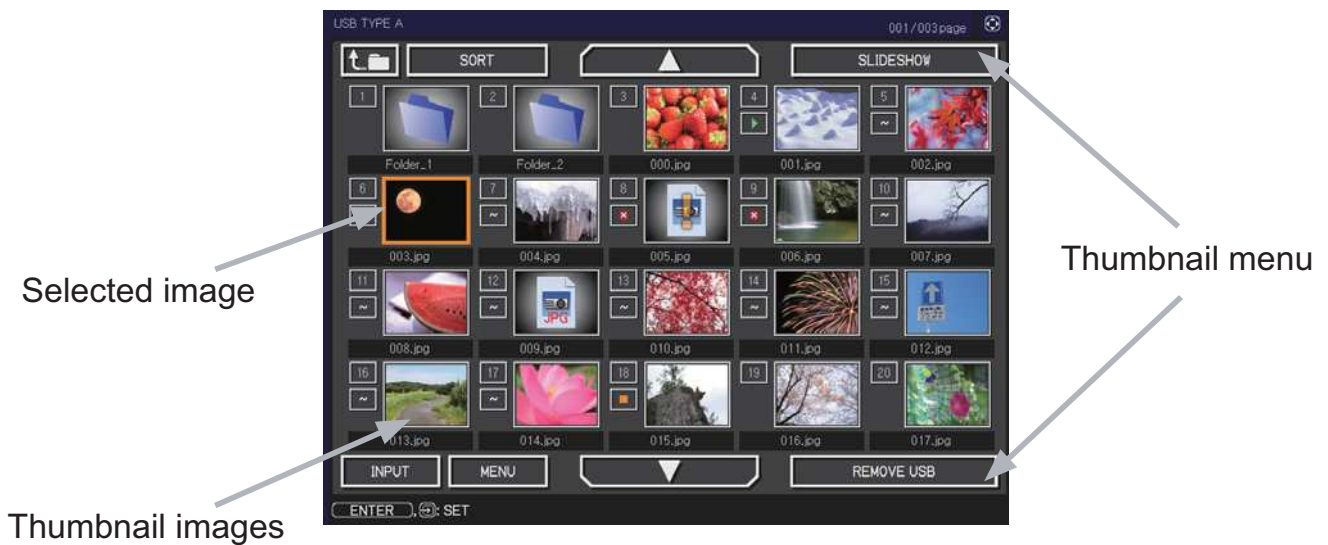 USB TYPE A
001/003page
SORT
SLIDESHOW
1
2
3
4
5
Folder_1
Folder_2
000.jpg
001.jpg
002.jpg
6
7
8
9
10
003.jpg
004.jpg
005.jpg
006.jpg
007.jpg
Selected image
Thumbnail menu
11
12
13
14
15
JPG
008.jpg
009.jpg
010.jpg
011.jpg
012.jpg
16
17
18
19
20
013.jpg
014.jpg
015.jpg
016.jpg
017.jpg
INPUT
MENU
REMOVE USB
ENTER , : SET
Thumbnail images